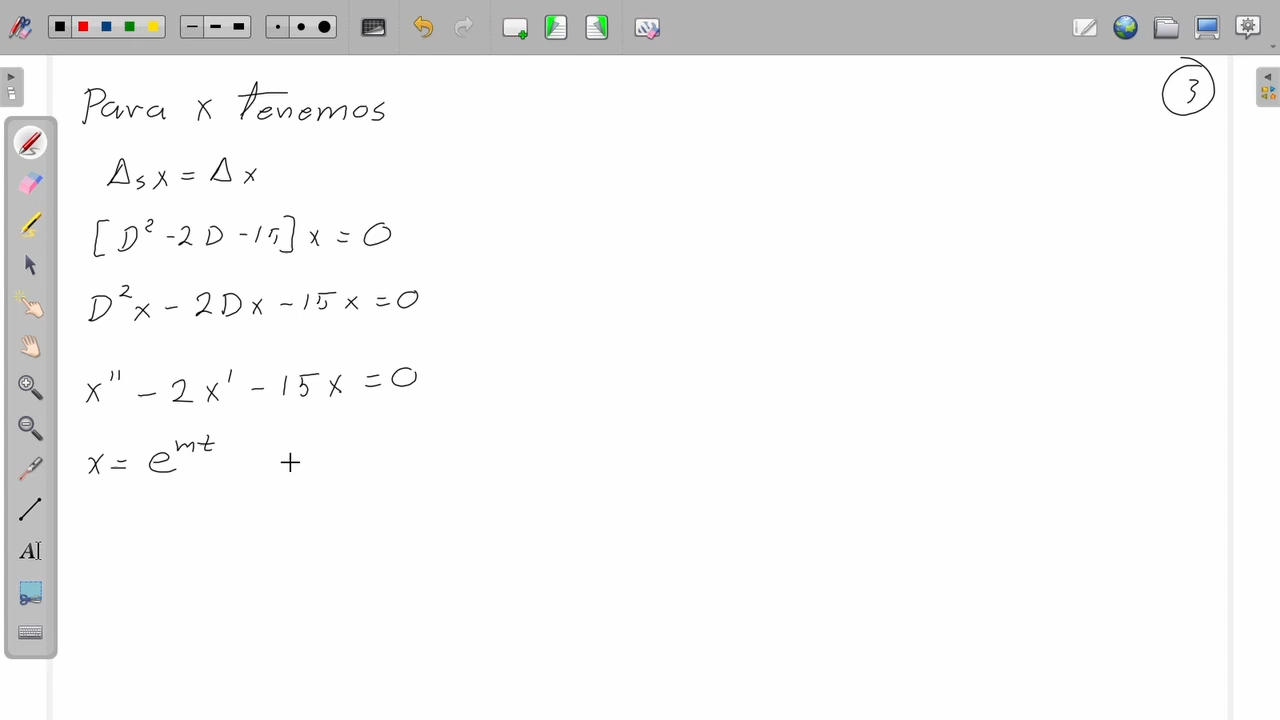 3
Para x tenemos
Δₛ x = Δ x
[D² - 2D - 15] x = 0
D²x - 2Dx - 15x = 0
x'' - 2x' - 15x = 0
x = e^{mt}
A